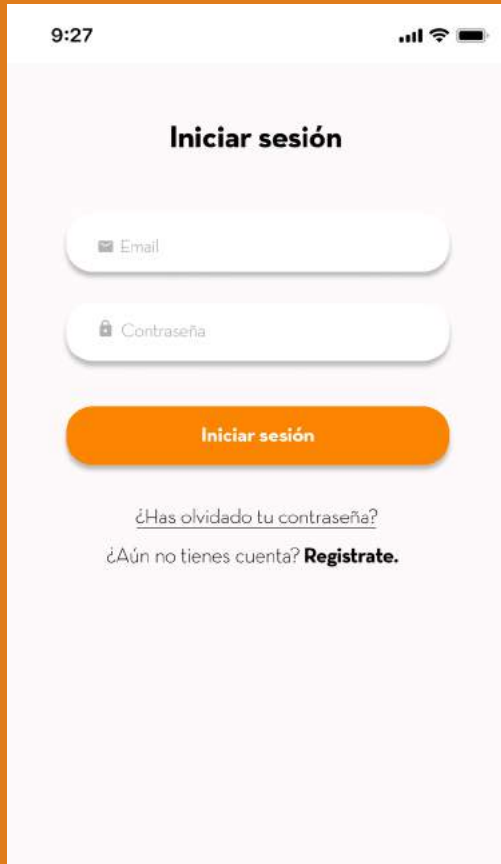 9:27
Iniciar sesión
Email
Contraseña
Iniciar sesión
¿Has olvidado tu contraseña?
¿Aún no tienes cuenta? Registrate.